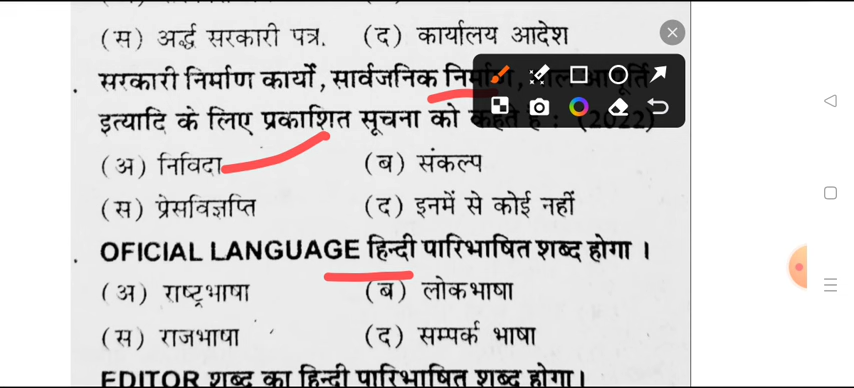 (स) अर्द्ध सरकारी पत्र. (द) कार्यालय आदेश
. सरकारी निर्माण कार्यों, सार्वजनिक निर्माण,
इत्यादि के लिए प्रकाशित सूचना को कहते है : (2022)
(अ) निविदा (ब) संकल्प
(स) प्रेसविज्ञप्ति (द) इनमें से कोई नहीं
. OFICIAL LANGUAGE हिन्दी पारिभाषित शब्द होगा ।
(अ) राष्ट्रभाषा (ब) लोकभाषा
(स) राजभाषा (द) सम्पर्क भाषा
EDITOR शब्द का हिन्दी पारिभाषित शब्द होगा।